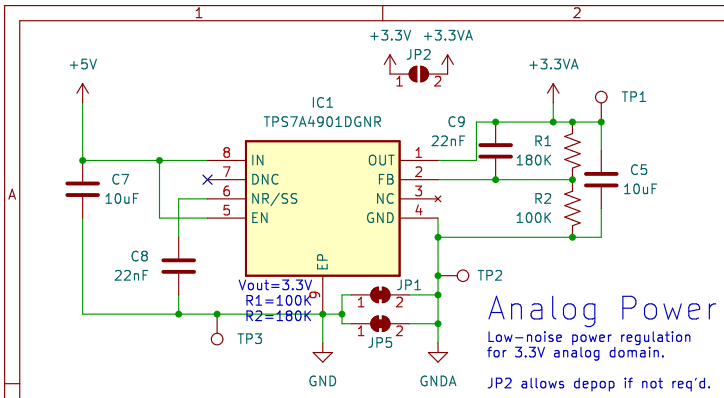 1
2
A
+3.3V +3.3VA
JP2
1 2
+5V
+3.3VA
TP1
IC1
TPS7A4901DGNR
C9
22nF
R1
180K
C5
10uF
R2
100K
C7
10uF
C8
22nF
8 IN
7 DNC
6 NR/SS
5 EN
OUT 1
FB 2
NC 3
GND 4
EP
9
Vout=3.3V
R1=100K
R2=180K
JP1
1 2
JP5
1 2
TP2
TP3
GND
GNDA
Analog Power
Low-noise power regulation
for 3.3V analog domain.
JP2 allows depop if not req'd.